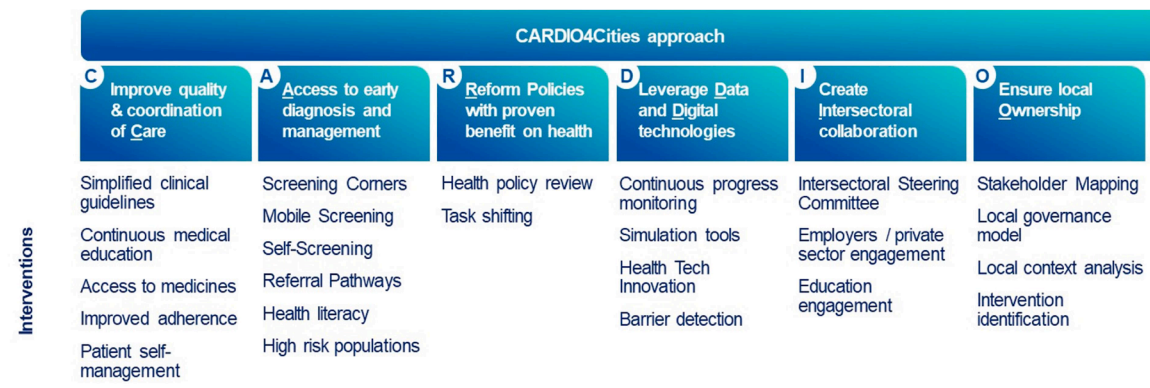 CARDIO4Cities approach
C
Improve quality
& coordination
of Care
A
Access to early
diagnosis and
management
R
Reform Policies
with proven
benefit on health
D
Leverage Data
and Digital
technologies
I
Create
Intersectoral
collaboration
O
Ensure local
Ownership
Interventions
Simplified clinical
guidelines
Continuous medical
education
Access to medicines
Improved adherence
Patient self-
management
Screening Corners
Mobile Screening
Self-Screening
Referral Pathways
Health literacy
High risk populations
Health policy review
Task shifting
Continuous progress
monitoring
Simulation tools
Health Tech
Innovation
Barrier detection
Intersectoral Steering
Committee
Employers / private
sector engagement
Education
engagement
Stakeholder Mapping
Local governance
model
Local context analysis
Intervention
identification